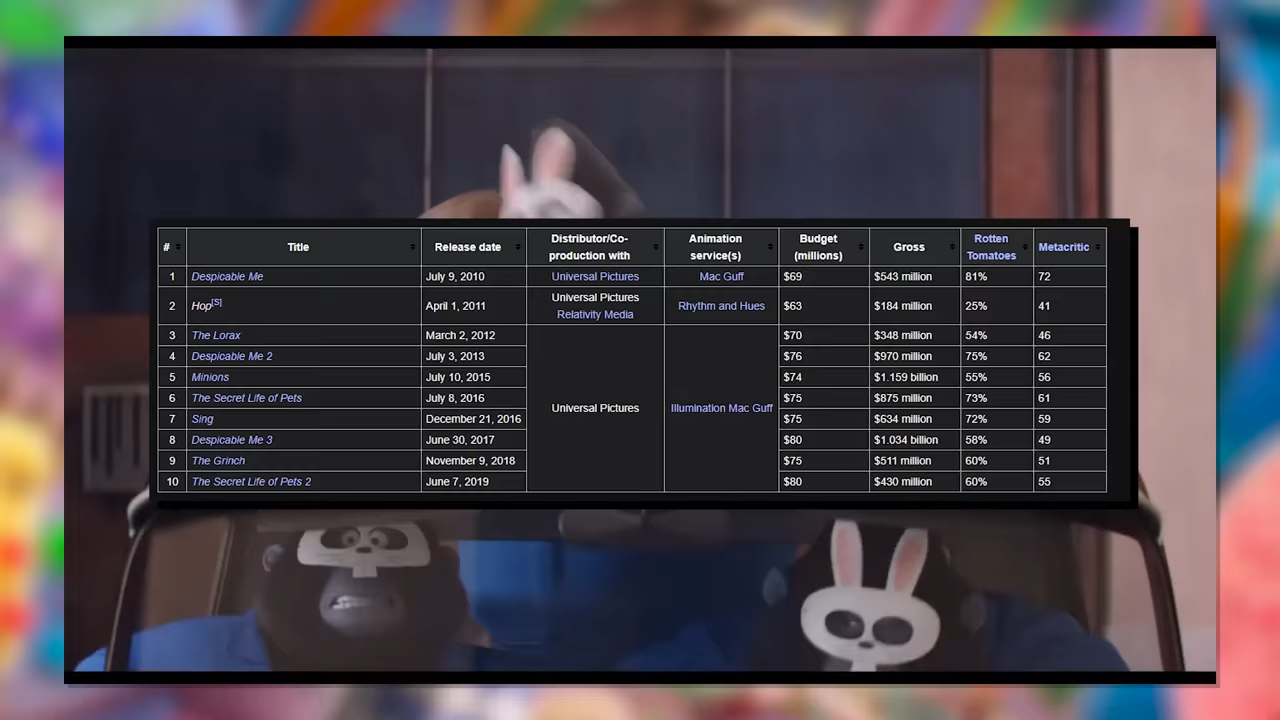 # Title Release date Distributor/Co-production with Animation service(s) Budget (millions) Gross Rotten Tomatoes Metacritic
1 Despicable Me July 9, 2010 Universal Pictures Mac Guff $69 $543 million 81% 72
2 Hop[S] April 1, 2011 Universal Pictures Relativity Media Rhythm and Hues $63 $184 million 25% 41
3 The Lorax March 2, 2012 $70 $348 million 54% 46
4 Despicable Me 2 July 3, 2013 $76 $970 million 75% 62
5 Minions July 10, 2015 $74 $1.159 billion 55% 56
6 The Secret Life of Pets July 8, 2016 Universal Pictures Illumination Mac Guff $75 $875 million 73% 61
7 Sing December 21, 2016 $75 $634 million 72% 59
8 Despicable Me 3 June 30, 2017 $80 $1.034 billion 58% 49
9 The Grinch November 9, 2018 $75 $511 million 60% 51
10 The Secret Life of Pets 2 June 7, 2019 $80 $430 million 60% 55